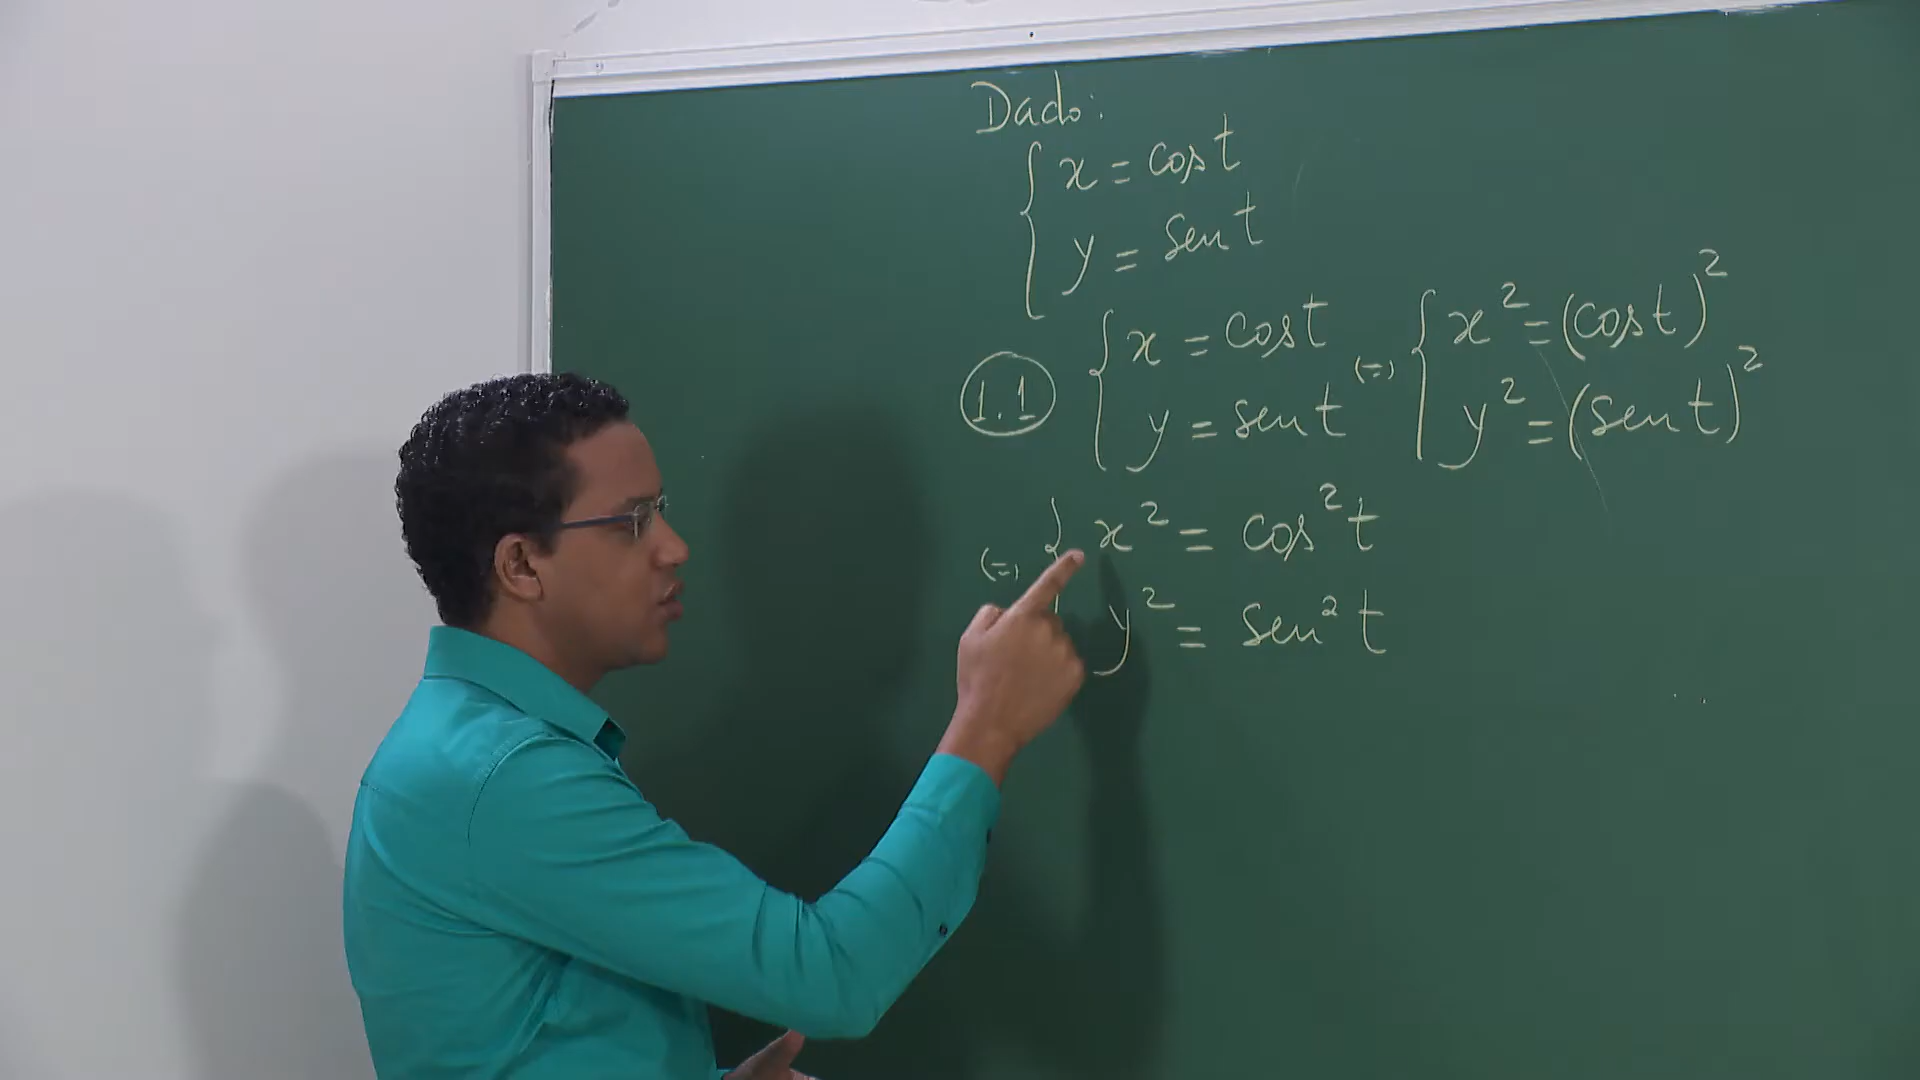 Dado:
{ x = cos t
y = sen t
1.1 { x = cos t (=) { x² = (cos t)²
y = sen t y² = (sen t)²
(=) { x² = cos² t
y² = sen² t